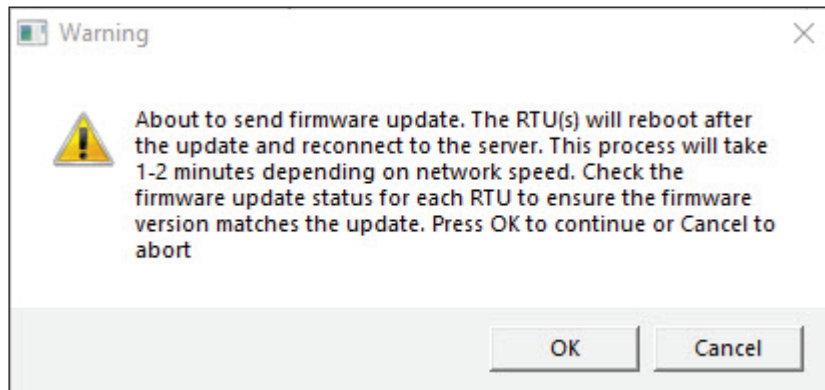 Warning
About to send firmware update. The RTU(s) will reboot after
the update and reconnect to the server. This process will take
1-2 minutes depending on network speed. Check the
firmware update status for each RTU to ensure the firmware
version matches the update. Press OK to continue or Cancel to
abort
OK
Cancel